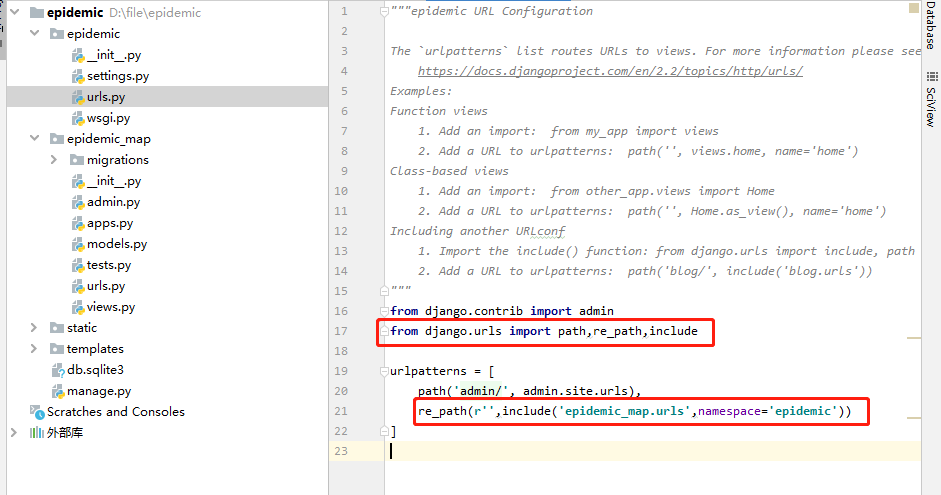 epidemic D:\file\epidemic
epidemic
__init__.py
settings.py
urls.py
wsgi.py
epidemic_map
migrations
__init__.py
admin.py
apps.py
models.py
tests.py
urls.py
views.py
static
templates
db.sqlite3
manage.py
Scratches and Consoles
外部库
1 """epidemic URL Configuration
2
3 The `urlpatterns` list routes URLs to views. For more information please see
4 https://docs.djangoproject.com/en/2.2/topics/http/urls/
5 Examples:
6 Function views
7 1. Add an import:  from my_app import views
8 2. Add a URL to urlpatterns:  path('', views.home, name='home')
9 Class-based views
10 1. Add an import:  from other_app.views import Home
11 2. Add a URL to urlpatterns:  path('', Home.as_view(), name='home')
12 Including another URLconf
13 1. Import the include() function: from django.urls import include, path
14 2. Add a URL to urlpatterns:  path('blog/', include('blog.urls'))
15 """
16 from django.contrib import admin
17 from django.urls import path,re_path,include
18
19 urlpatterns = [
20 path('admin/', admin.site.urls),
21 re_path(r'',include('epidemic_map.urls',namespace='epidemic'))
22 ]
23
Database
SciView